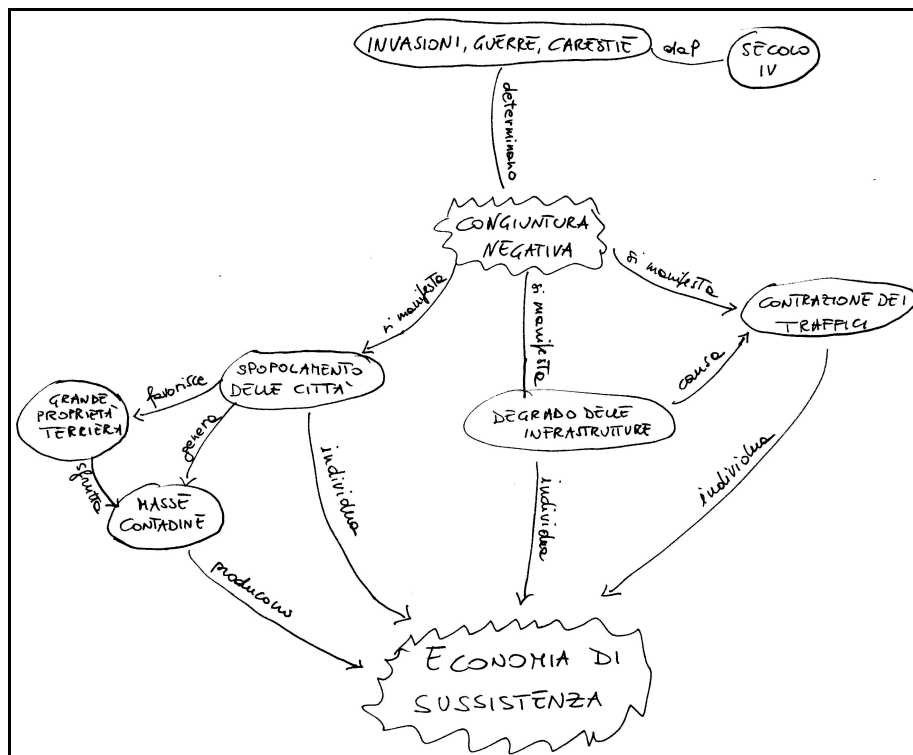 INVASIONI, GUERRE, CARESTIE
dal
SECOLO
IV
determinano
CONGIUNTURA
NEGATIVA
si manifesta
si manifesta
si manifesta
CONTRAZIONE DEI
TRAFFICI
SPOPOLAMENTO
DELLE CITTÀ
favorisce
GRANDE
PROPRIETÀ
TERRIERA
genera
sfrutta
MASSE
CONTADINE
DEGRADO DELLE
INFRASTRUTTURE
causa
individua
individua
individua
producono
ECONOMIA DI
SUSSISTENZA